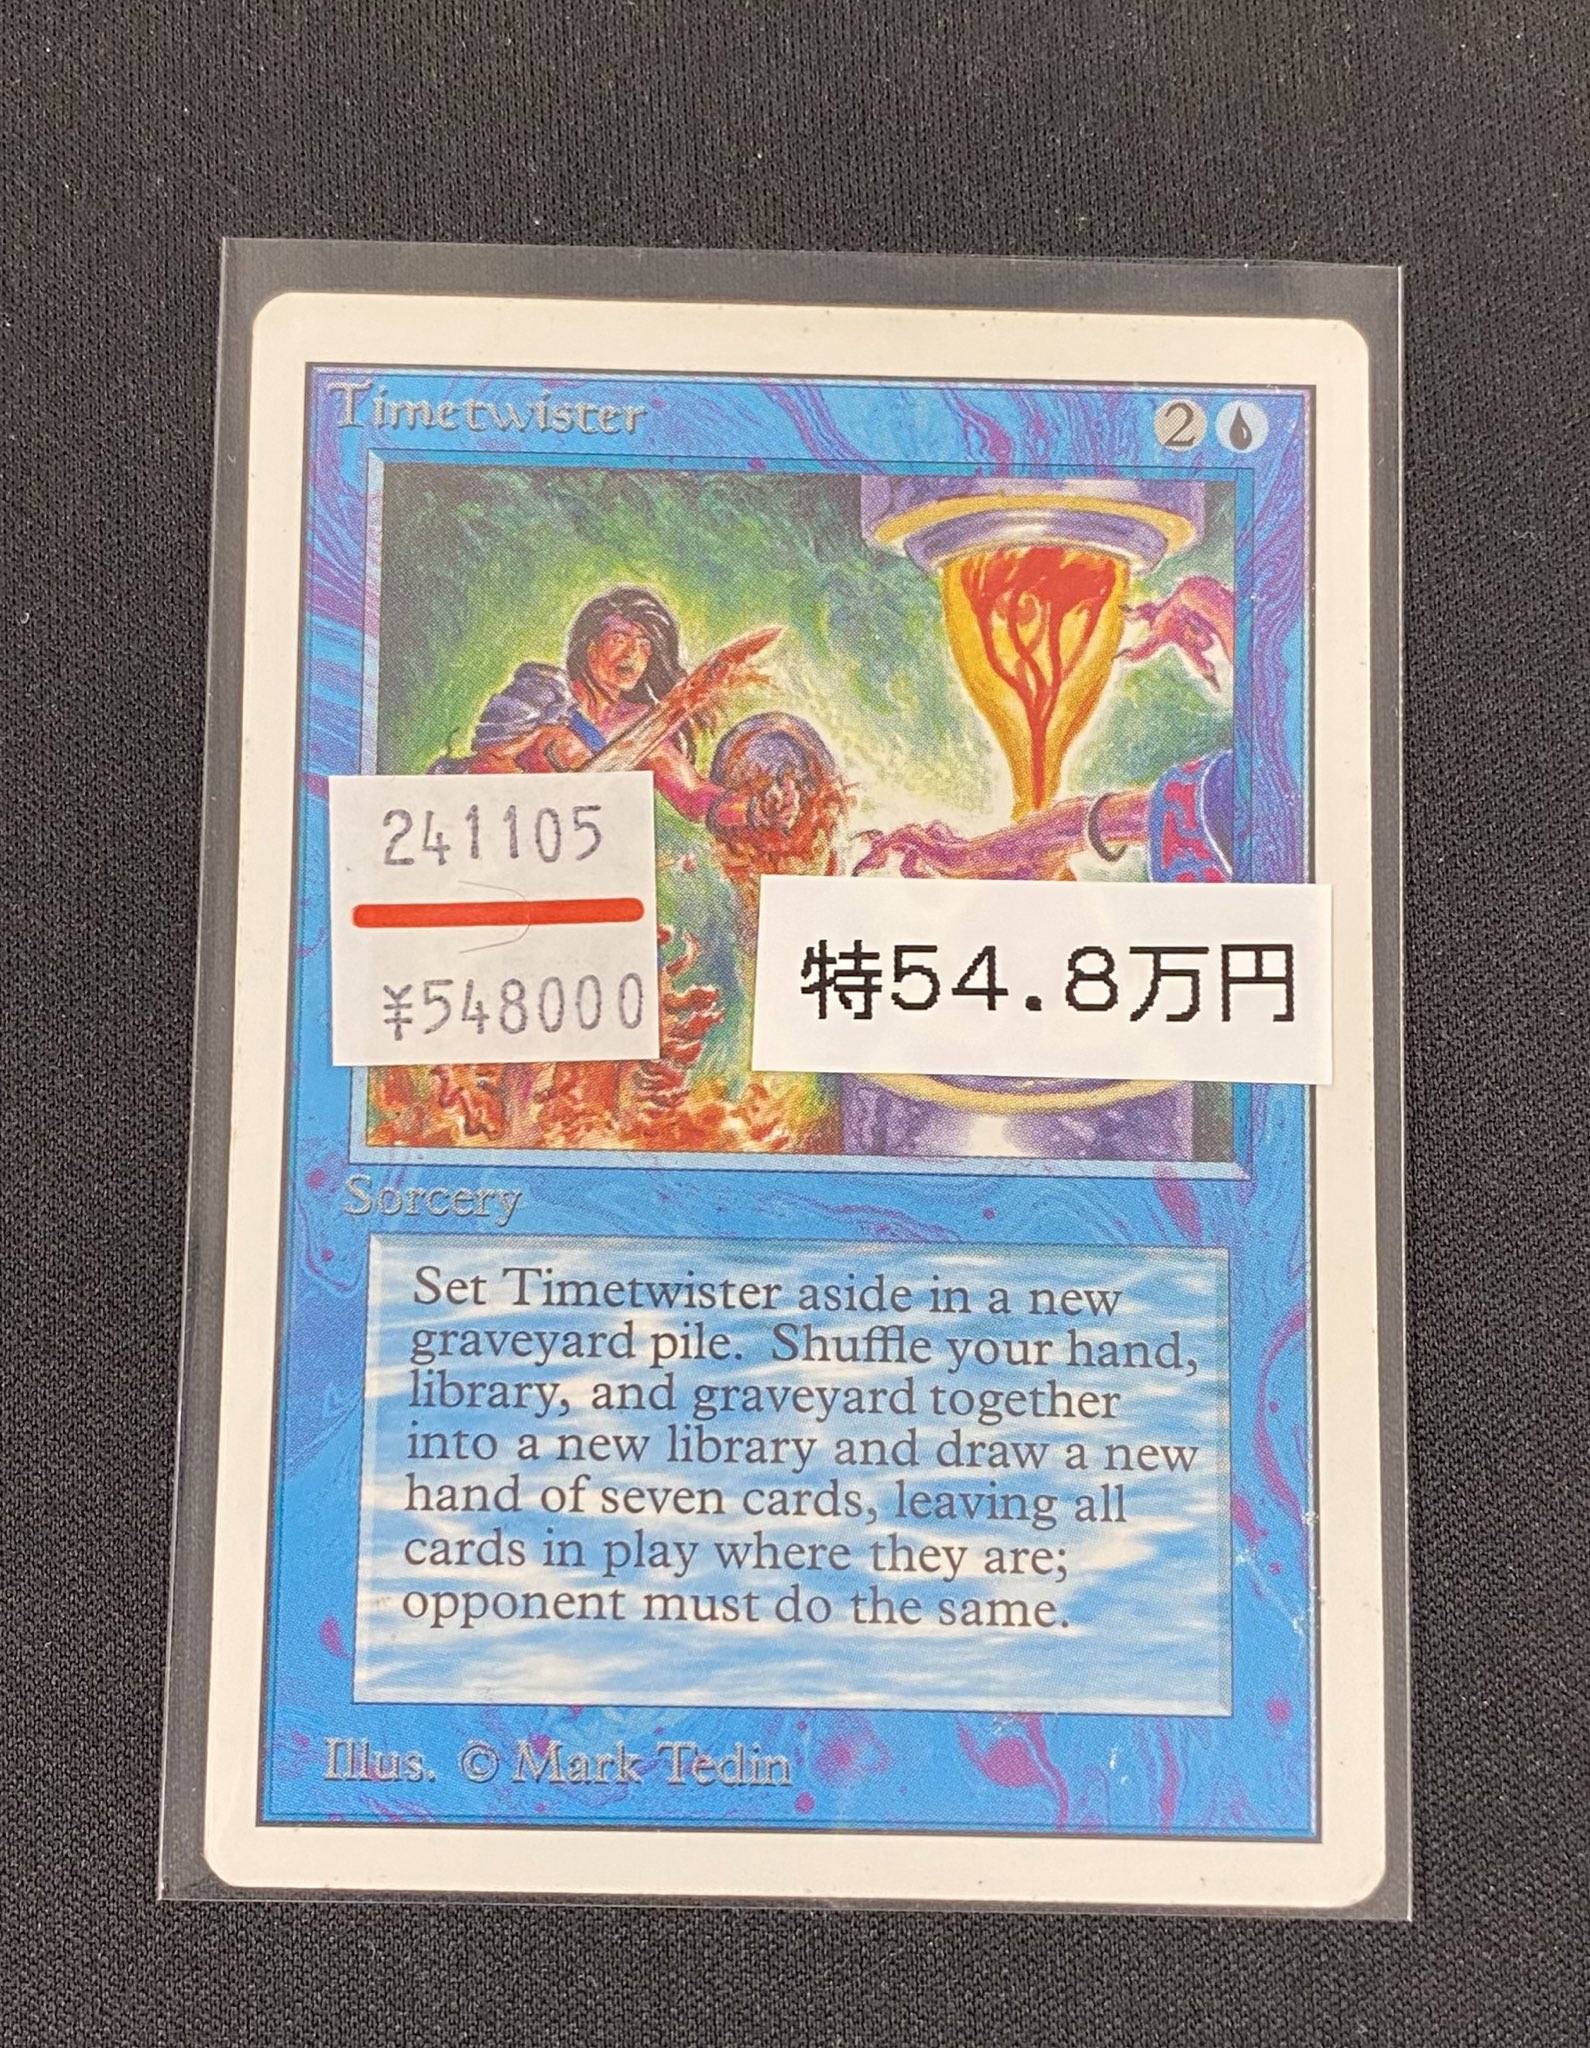 Timetwister 2
241105
¥548000
特54.8万円
Sorcery
Set Timetwister aside in a new
graveyard pile. Shuffle your hand,
library, and graveyard together
into a new library and draw a new
hand of seven cards, leaving all
cards in play where they are;
opponent must do the same.
Illus. © Mark Tedin